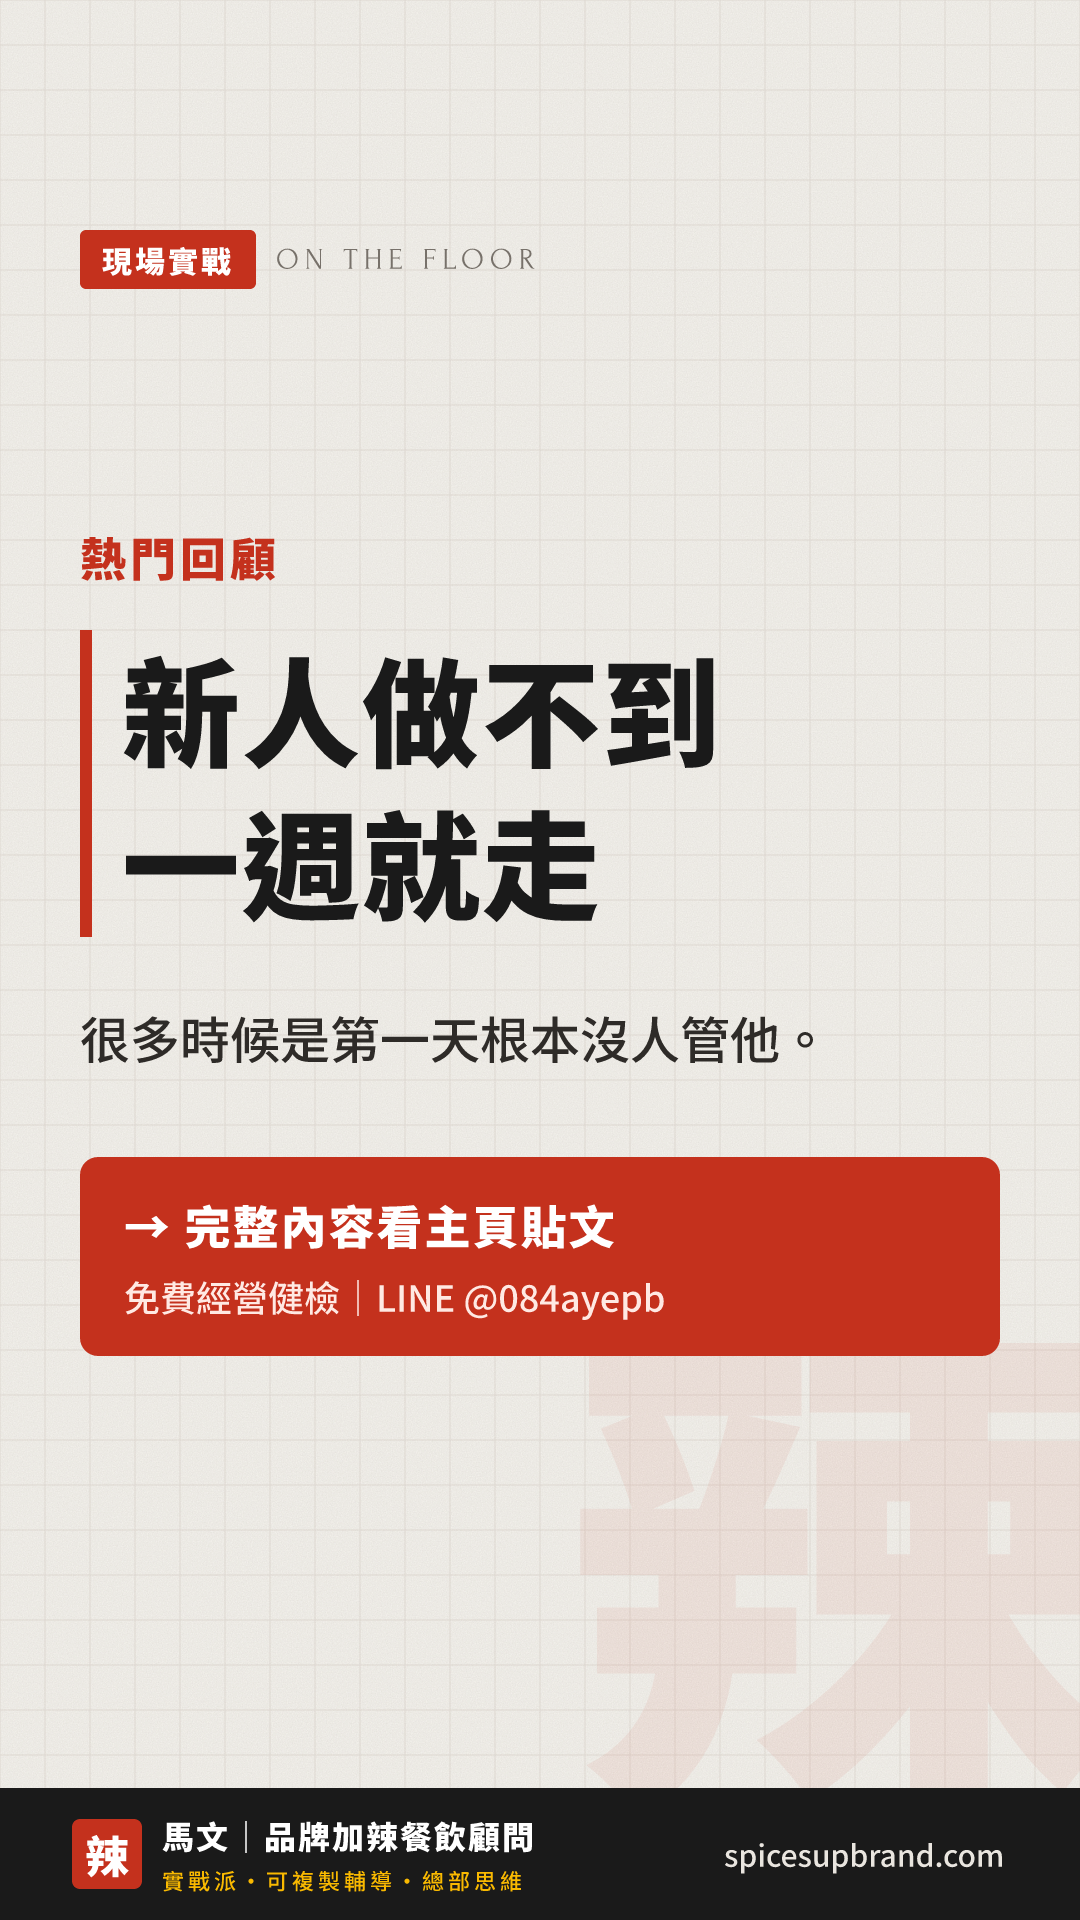 現場實戰 ON THE FLOOR
熱門回顧
新人做不到
一週就走
很多時候是第一天根本沒人管他。
→ 完整內容看主頁貼文
免費經營健檢｜LINE @084ayepb
辣
辣 馬文｜品牌加辣餐飲顧問
實戰派・可複製輔導・總部思維
spicesupbrand.com